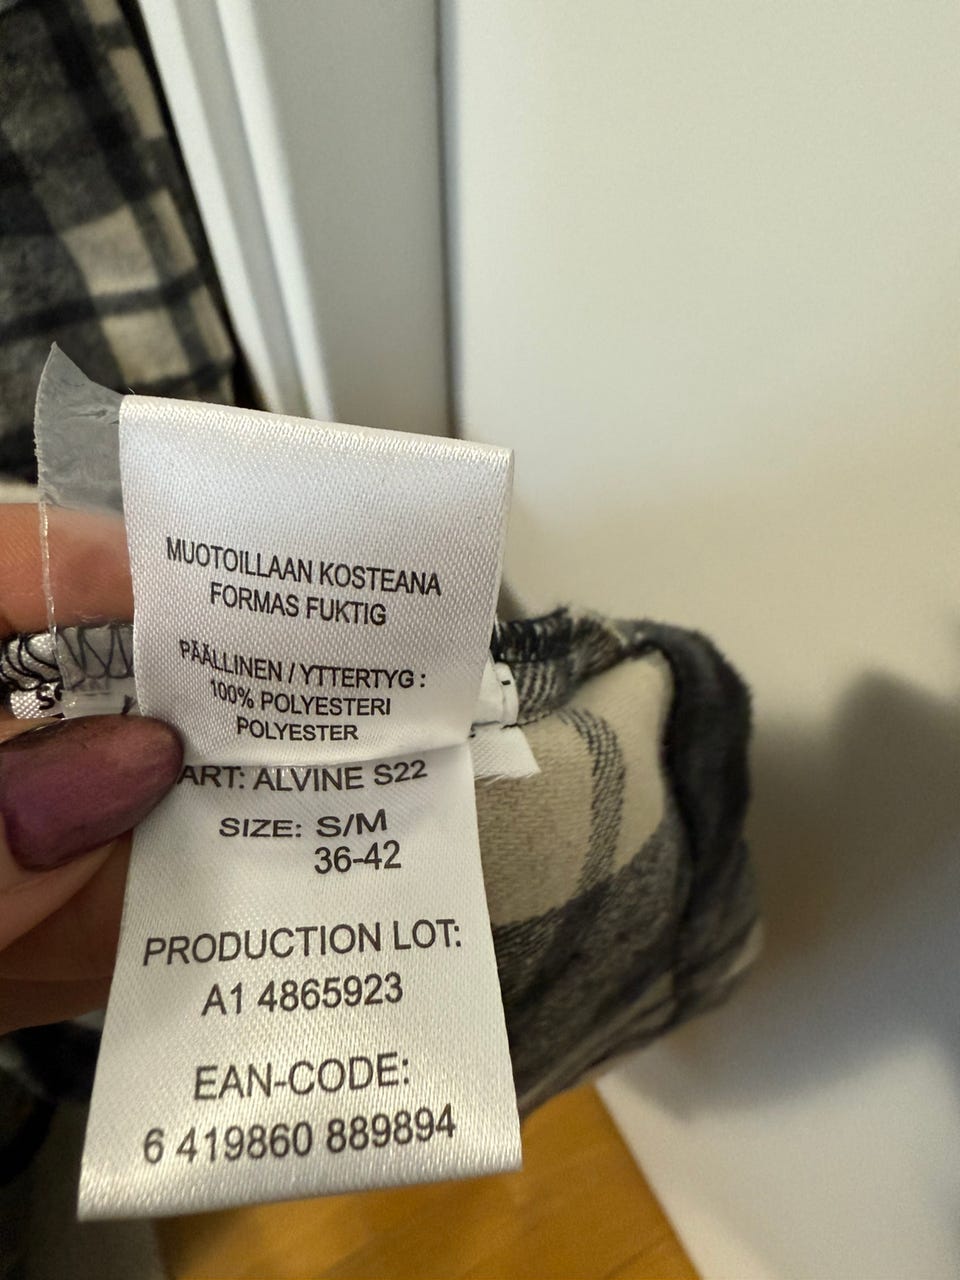 MUOTOILLAAN KOSTEANA
FORMAS FUKTIG
PÄÄLLINEN / YTTERTYG :
100% POLYESTERI
POLYESTER
ART: ALVINE S22
SIZE: S/M
36-42
PRODUCTION LOT:
A1 4865923
EAN-CODE:
6 419860 889894